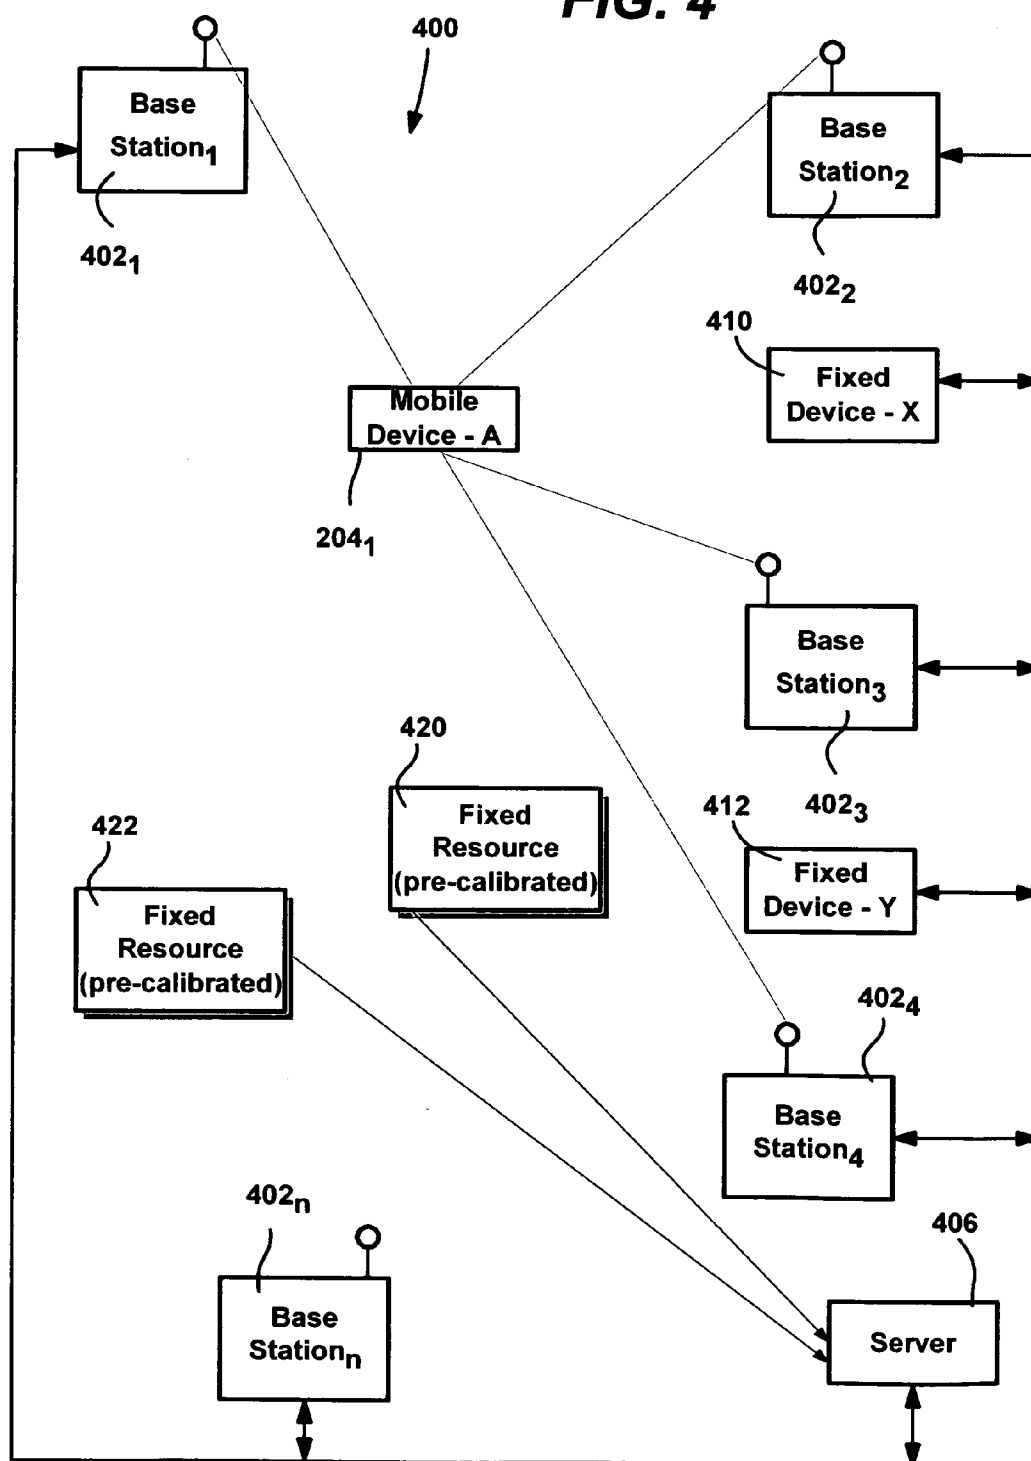 FIG. 4
400
Base
Station1
4021
Base
Station2
4022
410
Fixed
Device - X
Mobile
Device - A
2041
Base
Station3
4023
420
Fixed
Resource
(pre-calibrated)
412
Fixed
Device - Y
422
Fixed
Resource
(pre-calibrated)
4024
Base
Station4
402n
Base
Stationn
406
Server